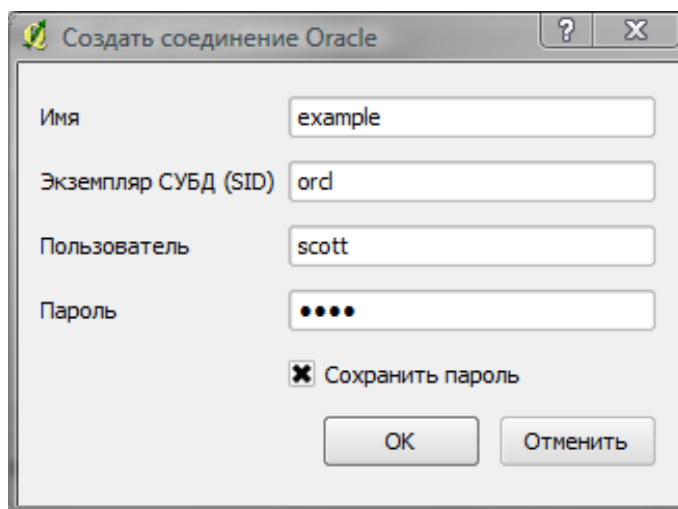 Создать соединение Oracle
Имя example
Экземпляр СУБД (SID) orcl
Пользователь scott
Пароль ••••
Сохранить пароль
OK Отменить